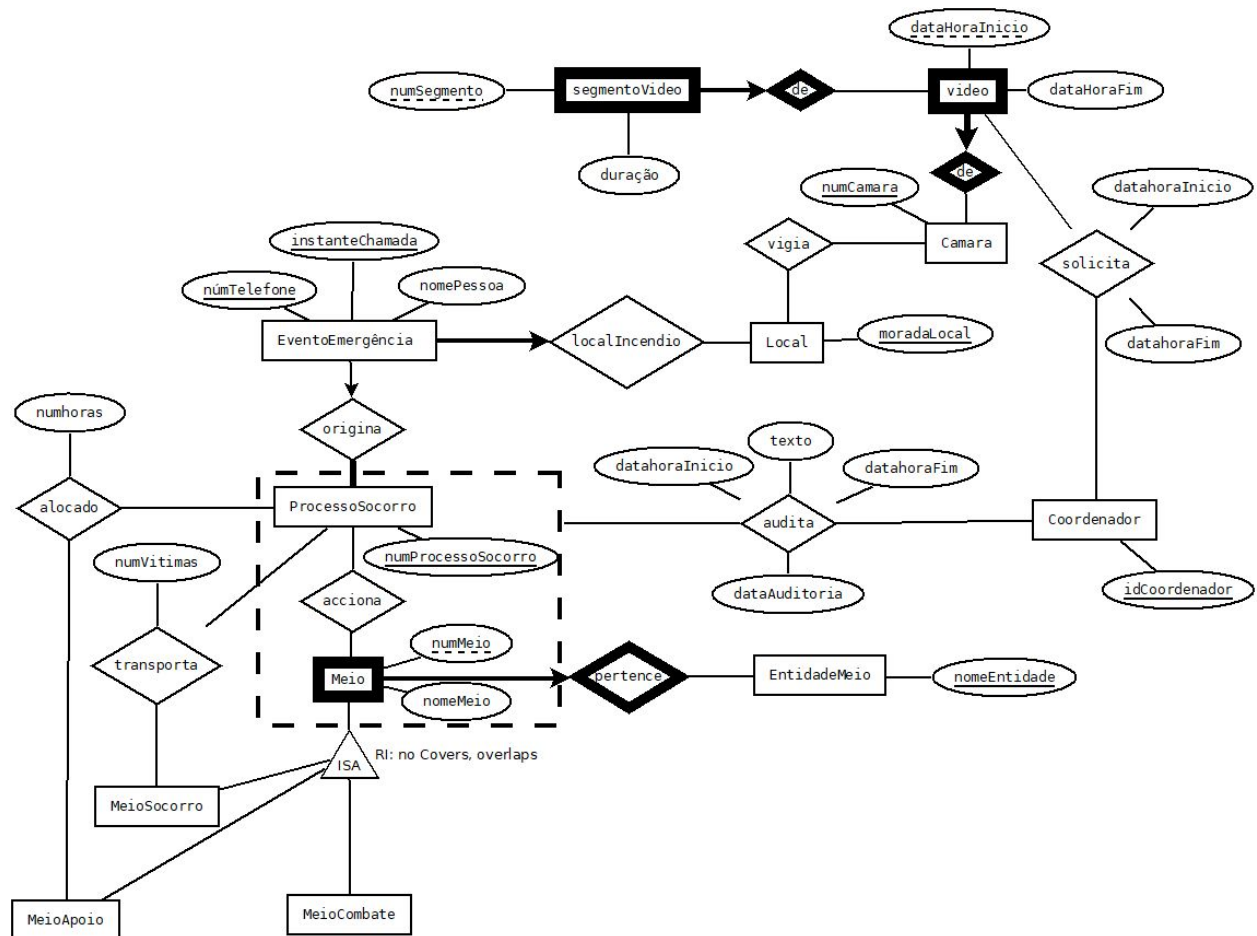 dataHoraInicio
numSegmento
segmentoVideo
de
video
dataHoraFim
duração
de
numCamara
datahoraInicio
instanteChamada
vigia
Camara
solicita
númTelefone
nomePessoa
EventoEmergência
localIncendio
Local
moradaLocal
datahoraFim
numhoras
origina
texto
datahoraInicio
datahoraFim
alocado
ProcessoSocorro
audita
Coordenador
numVitimas
numProcessoSocorro
acciona
dataAuditoria
idCoordenador
transporta
numMeio
Meio
pertence
EntidadeMeio
nomeEntidade
nomeMeio
RI: no Covers, overlaps
ISA
MeioSocorro
MeioApoio
MeioCombate